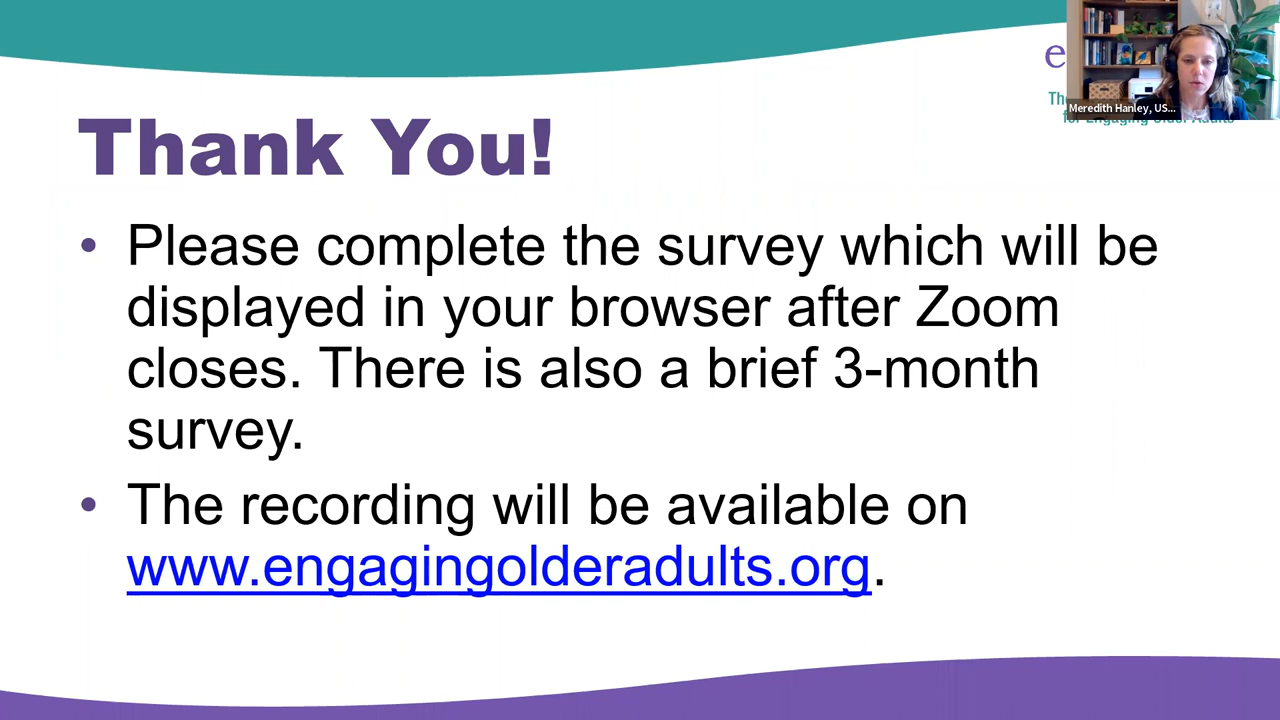 Meredith Hanley, US...
Thank You!
• Please complete the survey which will be
displayed in your browser after Zoom
closes. There is also a brief 3-month
survey.
• The recording will be available on
www.engagingolderadults.org.